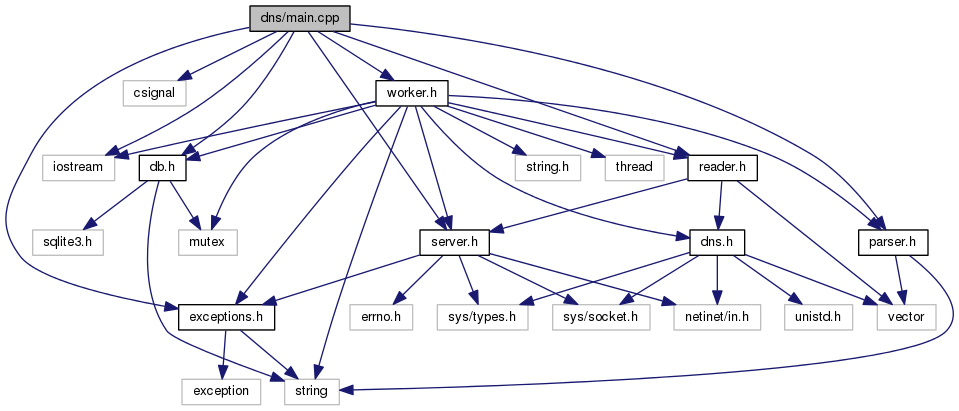 dns/main.cpp
csignal
worker.h
iostream
db.h
string.h
thread
reader.h
sqlite3.h
mutex
server.h
dns.h
parser.h
exceptions.h
errno.h
sys/types.h
sys/socket.h
netinet/in.h
unistd.h
vector
exception
string